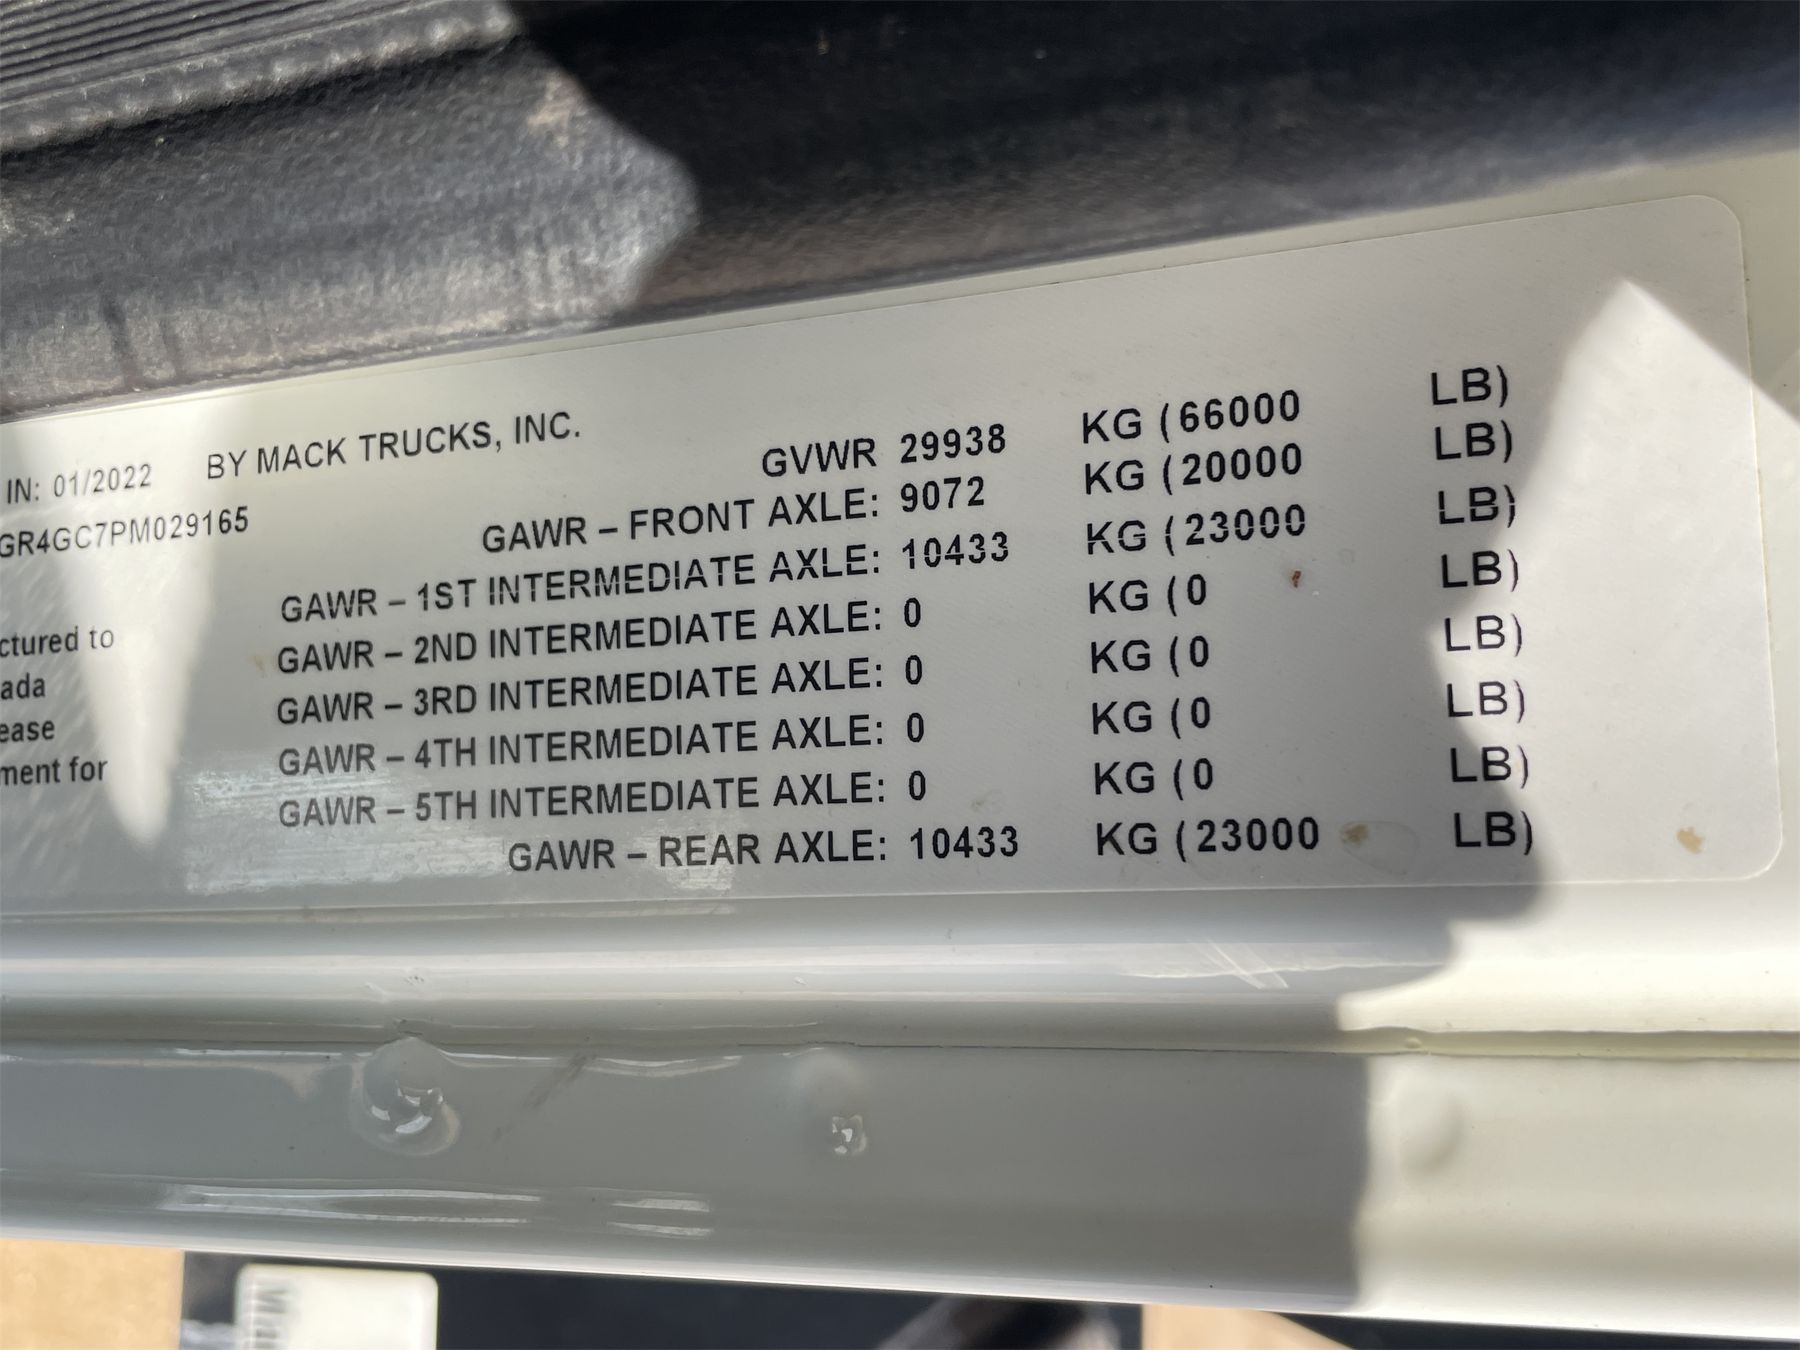 IN: 01/2022 BY MACK TRUCKS, INC.
GR4GC7PM029165
GVWR 29938 KG (66000 LB)
GAWR – FRONT AXLE: 9072 KG (20000 LB)
GAWR – 1ST INTERMEDIATE AXLE: 10433 KG (23000 LB)
GAWR – 2ND INTERMEDIATE AXLE: 0 KG (0 LB)
GAWR – 3RD INTERMEDIATE AXLE: 0 KG (0 LB)
GAWR – 4TH INTERMEDIATE AXLE: 0 KG (0 LB)
GAWR – 5TH INTERMEDIATE AXLE: 0 KG (0 LB)
GAWR – REAR AXLE: 10433 KG (23000 LB)
ctured to
ada
ease
ment for